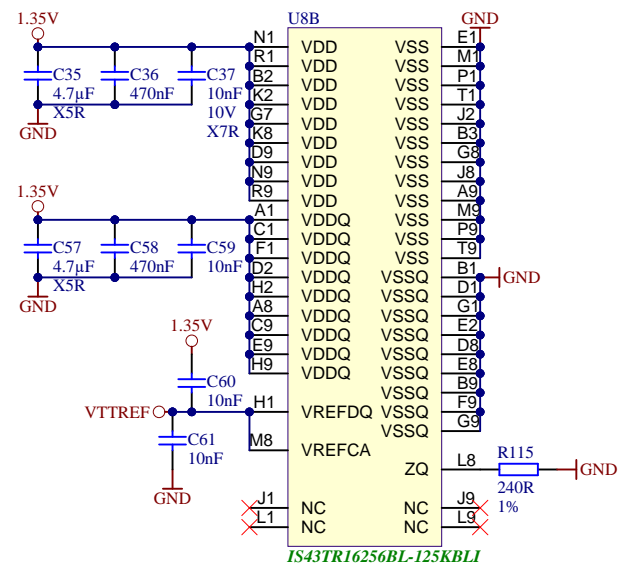 1.35V
U8B
GND
N1 VDD VSS E1
R1 VDD VSS M1
C35 C36 C37 B2 VDD VSS P1
4.7µF 470nF 10nF K2 VDD VSS T1
X5R 10V G7 VDD VSS J2
GND X7R K8 VDD VSS B3
D9 VDD VSS G8
N9 VDD VSS J8
1.35V R9 VDD VSS A9
A1 VDDQ VSS M9
C1 VDDQ VSS P9
C57 C58 C59 F1 VDDQ VSS T9
4.7µF 470nF 10nF D2 VDDQ VSSQ B1 GND
X5R H2 VDDQ VSSQ D1
GND A8 VDDQ VSSQ G1
1.35V C9 VDDQ VSSQ E2
E9 VDDQ VSSQ D8
H9 VDDQ VSSQ E8
C60 VSSQ B9
10nF
VTTREF H1 VREFDQ VSSQ F9
VSSQ G9
C61 M8 VREFCA
10nF ZQ L8 R115 GND
GND 240R
1%
J1 NC NC J9
L1 NC NC L9
IS43TR16256BL-125KBLI